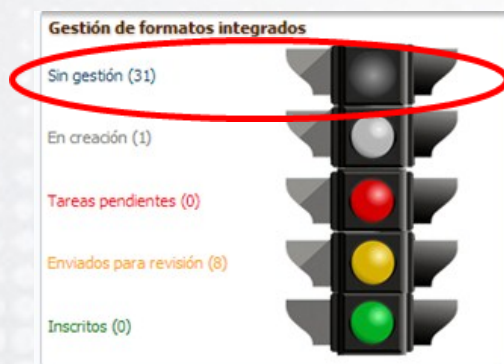 Gestión de formatos integrados
Sin gestión (31)
En creación (1)
Tareas pendientes (0)
Enviados para revisión (8)
Inscritos (0)